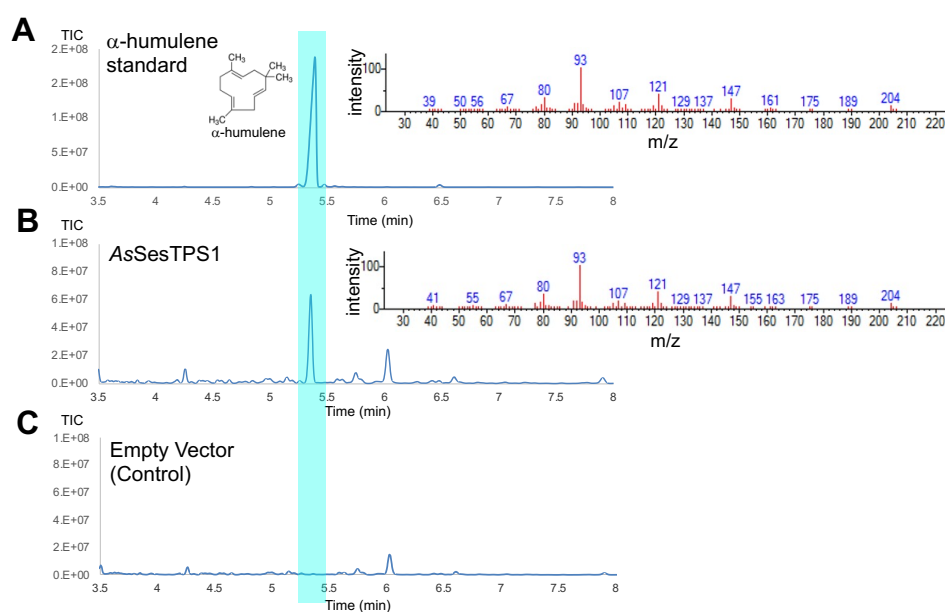 A
TIC
2.E+08
2.E+08
1.E+08
5.E+07
0.E+00
α-humulene
standard
CH₃
CH₃
CH₃
H₃C
α-humulene
intensity
100
0
39 50 56 67 80 93 107 121 129 137 147 161 175 189 204
30 40 50 60 70 80 90 100 110 120 130 140 150 160 170 180 190 200 210 220
m/z
3.5 4 4.5 5 5.5 6 6.5 7 7.5 8
Time (min)
B
TIC
1.E+08
8.E+07
6.E+07
4.E+07
2.E+07
0.E+00
AsSesTPS1
intensity
100
0
41 55 67 80 93 107 121 129 137 147 155 163 175 189 204
30 40 50 60 70 80 90 100 110 120 130 140 150 160 170 180 190 200 210 220
m/z
3.5 4 4.5 5 5.5 6 6.5 7 7.5 8
Time (min)
C
TIC
1.E+08
8.E+07
6.E+07
4.E+07
2.E+07
0.E+00
Empty Vector
(Control)
3.5 4 4.5 5 5.5 6 6.5 7 7.5 8
Time (min)